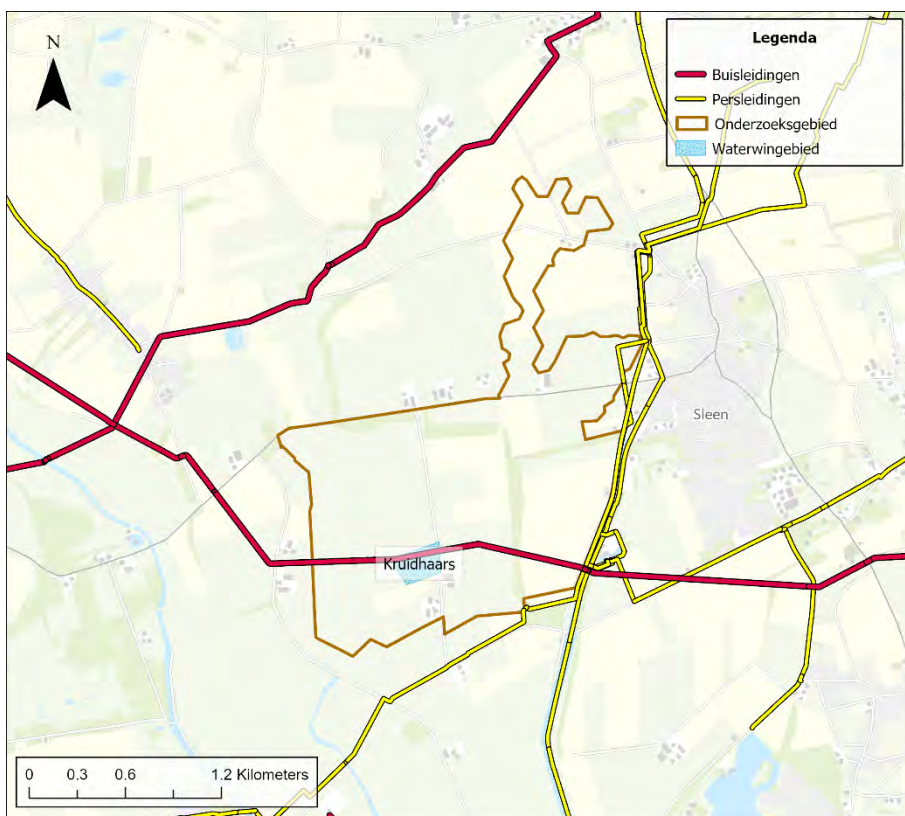 N
Legenda
Buisleidingen
Persleidingen
Onderzoeksgebied
Waterwingebied
Sleen
Kruidhaars
0 0.3 0.6 1.2 Kilometers